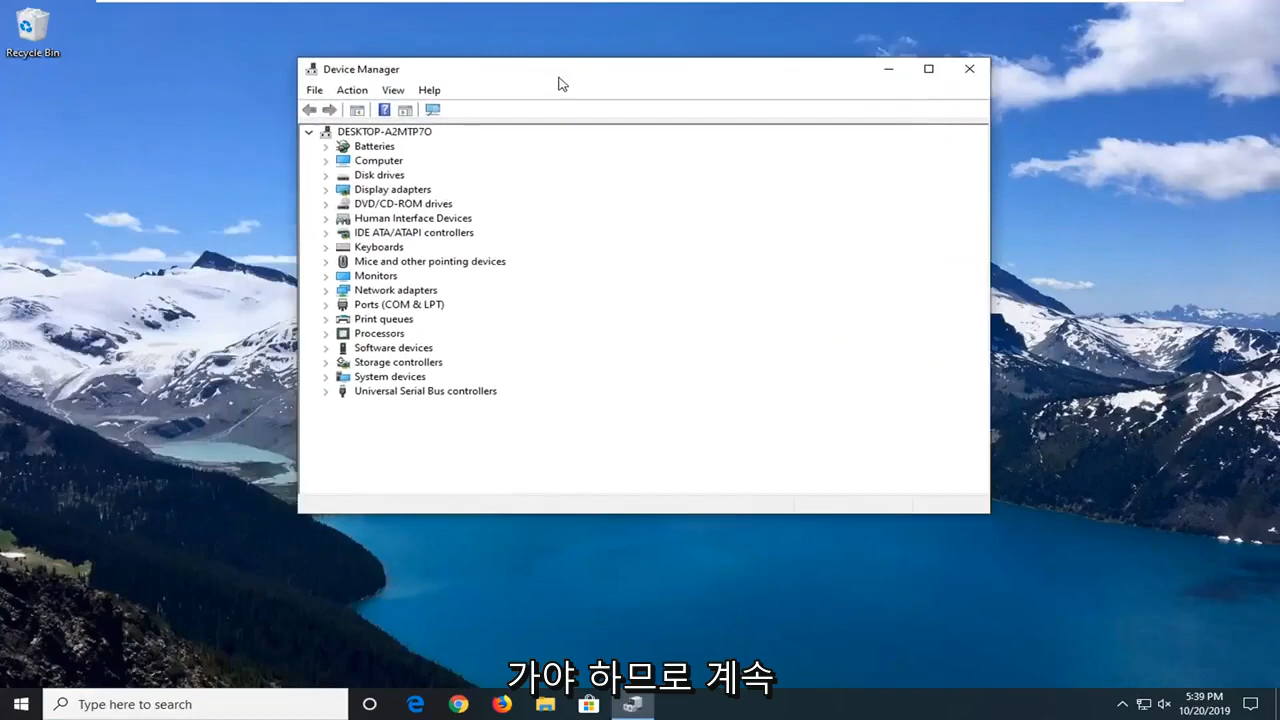 Recycle Bin
Device Manager
File Action View Help
DESKTOP-A2MTP7O
Batteries
Computer
Disk drives
Display adapters
DVD/CD-ROM drives
Human Interface Devices
IDE ATA/ATAPI controllers
Keyboards
Mice and other pointing devices
Monitors
Network adapters
Ports (COM & LPT)
Print queues
Processors
Software devices
Storage controllers
System devices
Universal Serial Bus controllers
가야 하므로 계속
Type here to search
5:39 PM
10/20/2019